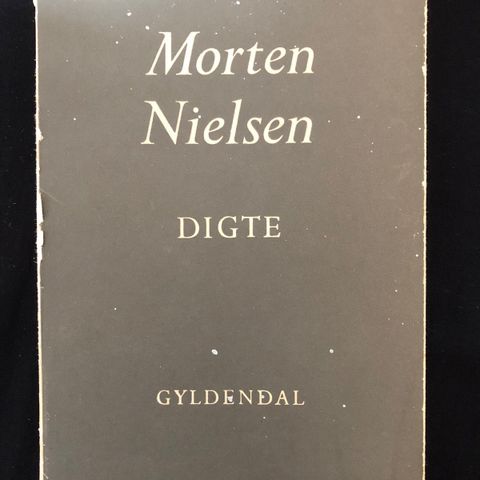 Morten
Nielsen
DIGTE
GYLDENDAL